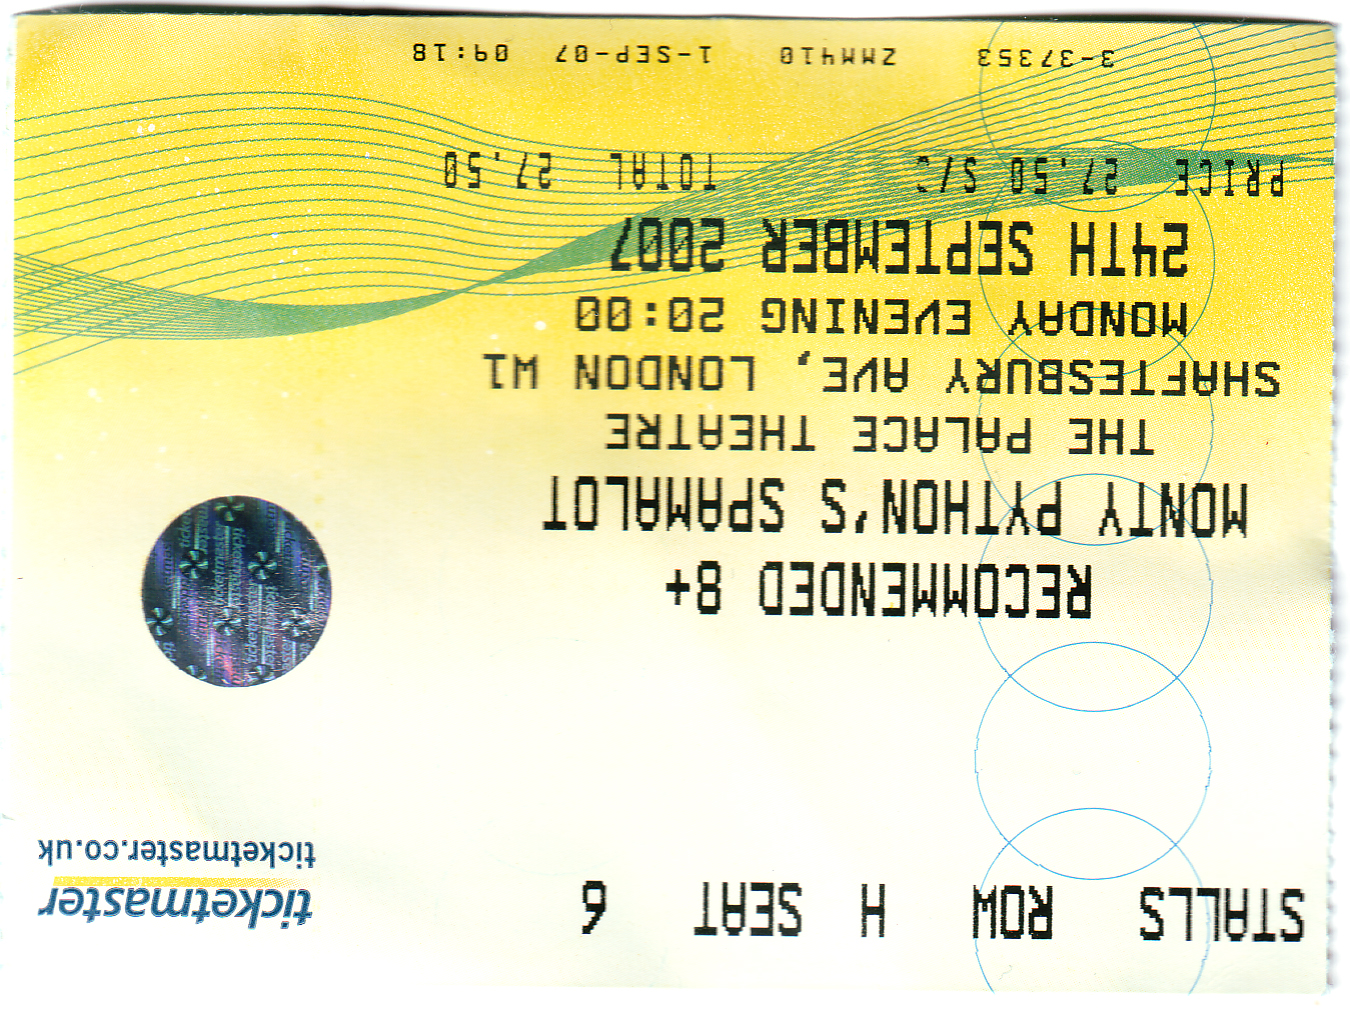 STALLS ROW H SEAT 6
ticketmaster
ticketmaster.co.uk
RECOMMENDED 8+
MONTY PYTHON'S SPAMALOT
THE PALACE THEATRE
SHAFTESBURY AVE, LONDON W1
MONDAY EVENING 20:00
24TH SEPTEMBER 2007
PRICE 27.50 S/C TOTAL 27.50
3-37353 ZMM410 1-SEP-07 09:18